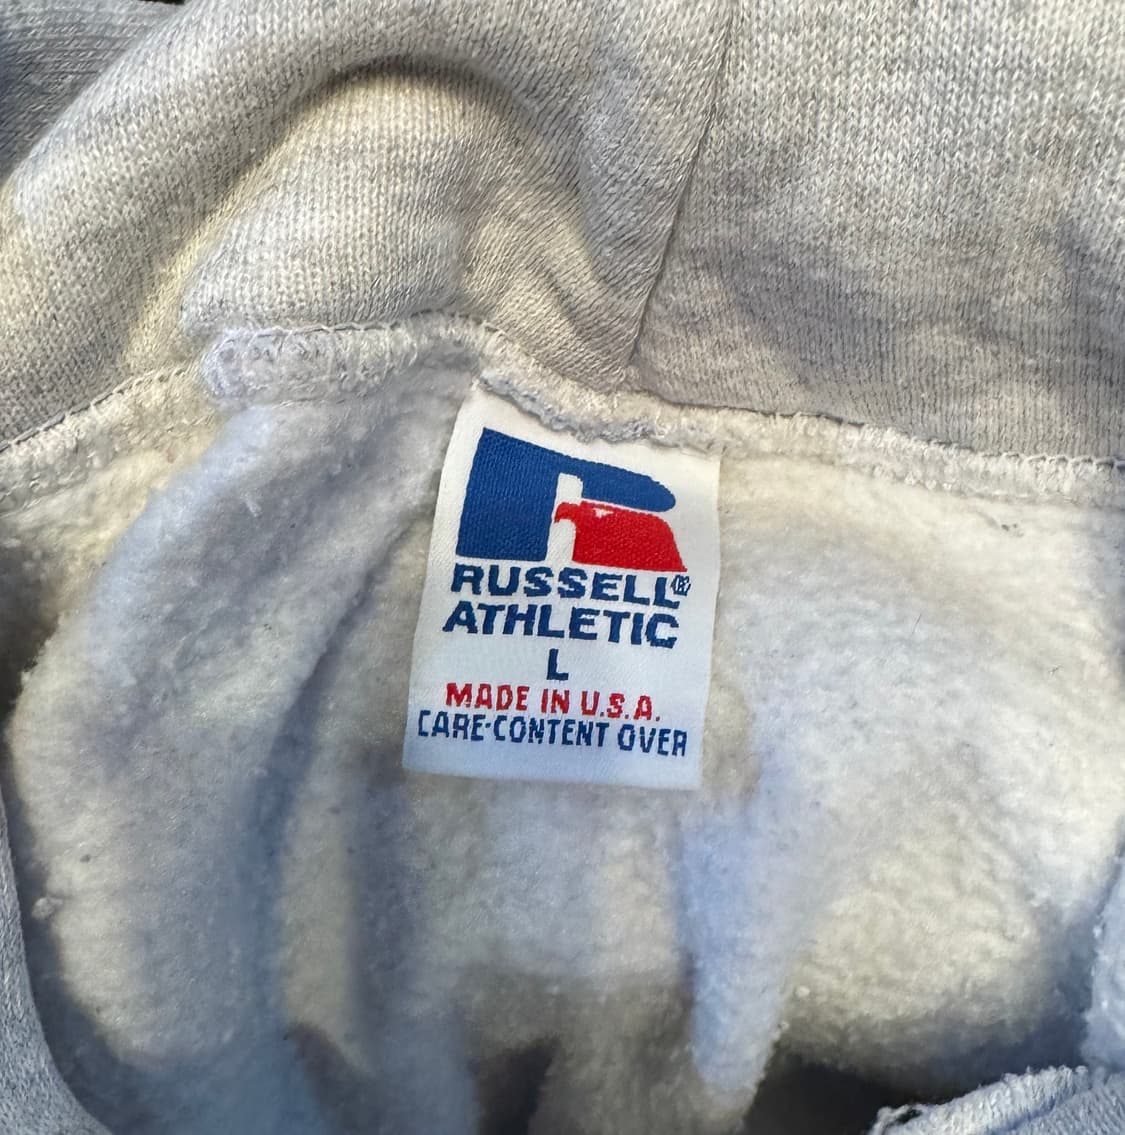 RUSSELL®
ATHLETIC
L
MADE IN U.S.A.
CARE-CONTENT OVER